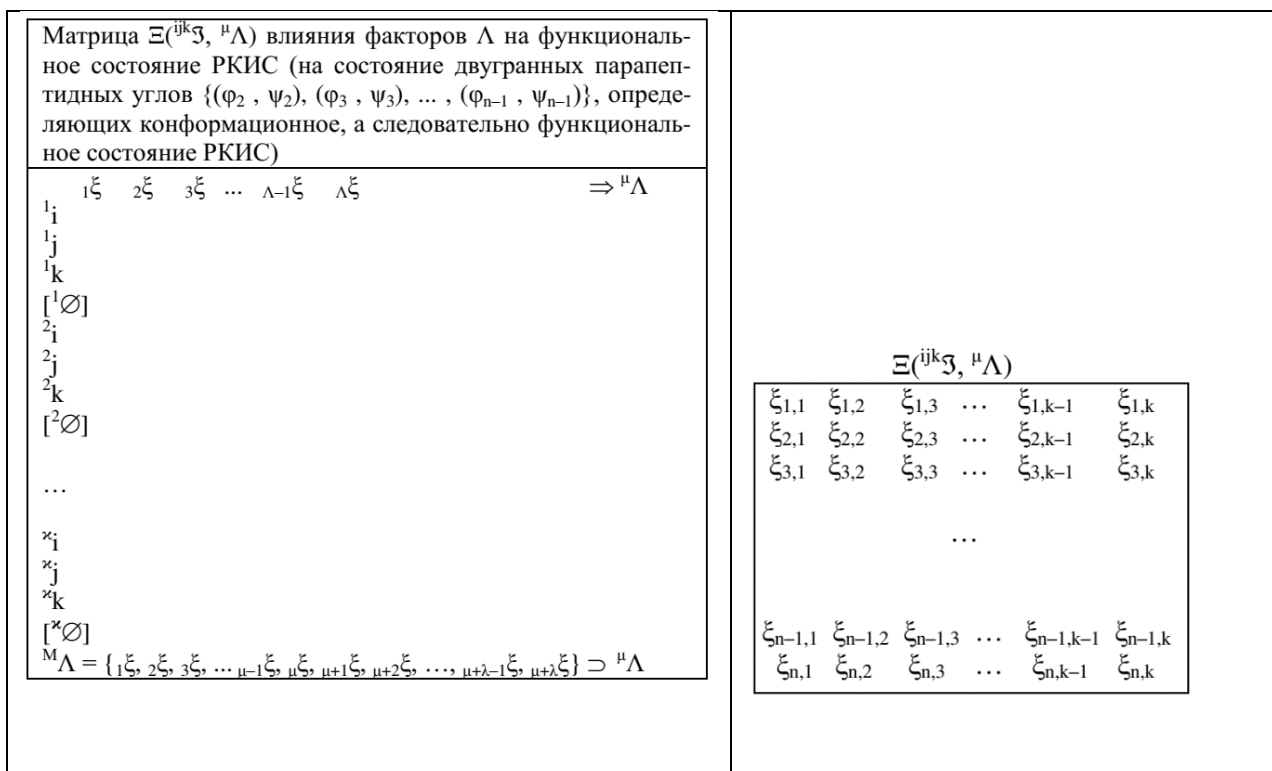 Матрица Ξ(ⁱʲᵏℑ, ᵘΛ) влияния факторов Λ на функциональ-
ное состояние РКИС (на состояние двугранных парапеп-
тидных углов {(φ₂ , ψ₂), (φ₃ , ψ₃), ... , (φₙ₋₁ , ψₙ₋₁)}, опреде-
ляющих конформационное, а следовательно функциональ-
ное состояние РКИС)
₁ξ ₂ξ ₃ξ ... Λ–1ξ Λξ ⇒ μΛ
¹i
¹j
¹k
[¹∅]
²i
²j
²k
[²∅]
…
ϰi
ϰj
ϰk
[ϰ∅]
MΛ = {₁ξ, ₂ξ, ₃ξ, ... μ–1ξ, μξ, μ+1ξ, μ+2ξ, …, μ+λ–1ξ, μ+λξ} ⊃ μΛ
Ξ(ⁱʲᵏℑ, μΛ)
ξ1,1 ξ1,2 ξ1,3 … ξ1,k–1 ξ1,k
ξ2,1 ξ2,2 ξ2,3 … ξ2,k–1 ξ2,k
ξ3,1 ξ3,2 ξ3,3 … ξ3,k–1 ξ3,k
…
ξn–1,1 ξn–1,2 ξn–1,3 … ξn–1,k–1 ξn–1,k
ξn,1 ξn,2 ξn,3 … ξn,k–1 ξn,k